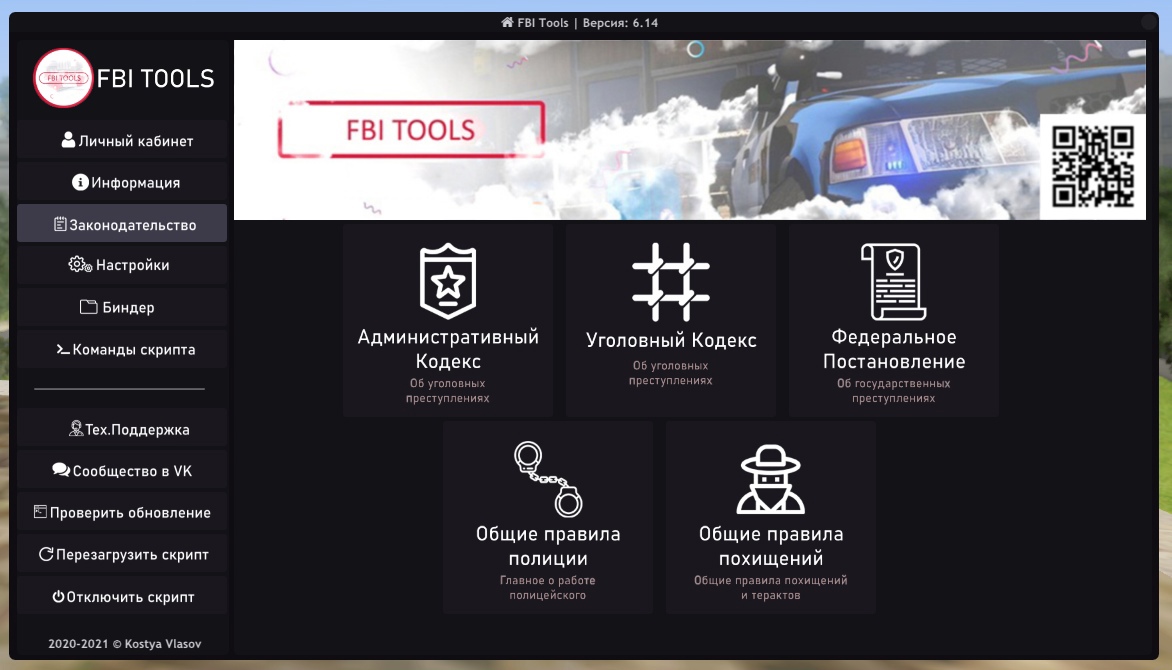 FBI Tools | Версия: 6.14
FBI TOOLS
FBI TOOLS
Личный кабинет
Информация
Законодательство
Настройки
Биндер
Команды скрипта
Тех.Поддержка
Сообщество в VK
Проверить обновление
Перезагрузить скрипт
Отключить скрипт
2020-2021 © Kostya Vlasov
FBI TOOLS
Административный
Кодекс
Об уголовных
преступлениях
Уголовный Кодекс
Об уголовных
преступлениях
Федеральное
Постановление
Об государственных
преступлениях
Общие правила
полиции
Главное о работе
полицейского
Общие правила
похищений
Общие правила похищений
и терактов